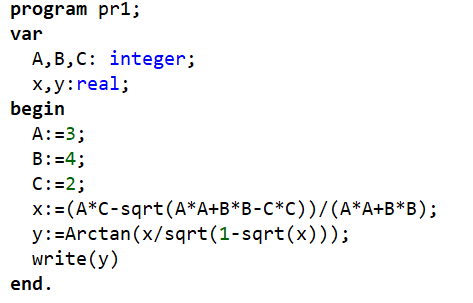 program pr1;
var
A,B,C: integer;
x,y:real;
begin
A:=3;
B:=4;
C:=2;
x:=(A*C-sqrt(A*A+B*B-C*C))/(A*A+B*B);
y:=Arctan(x/sqrt(1-sqrt(x)));
write(y)
end.